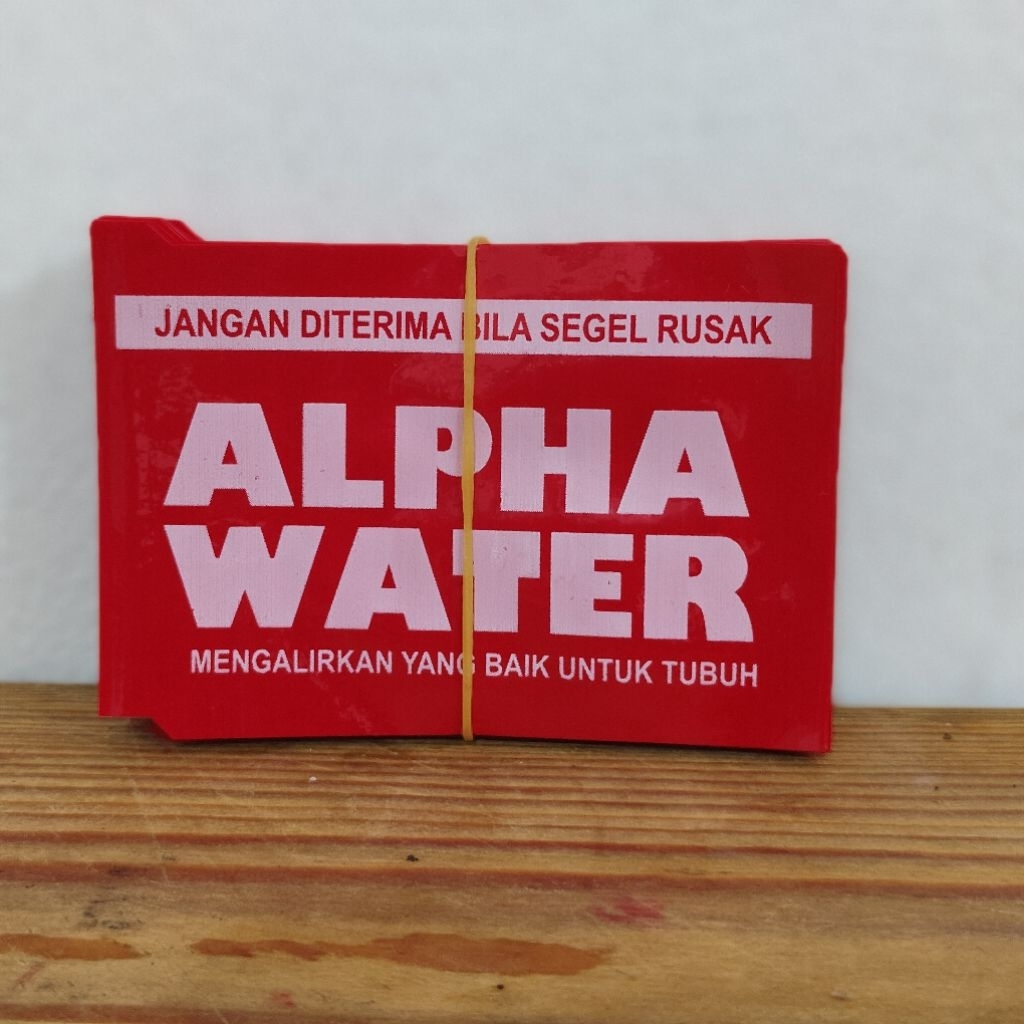 JANGAN DITERIMA BILA SEGEL RUSAK
ALPHA
WATER
MENGALIRKAN YANG BAIK UNTUK TUBUH